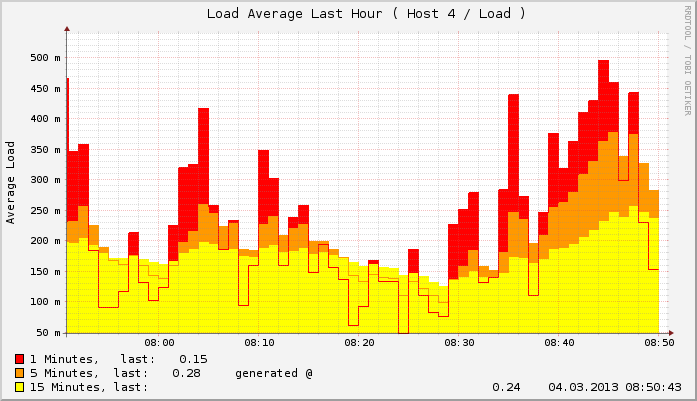 Load Average Last Hour ( Host 4 / Load )
RRDTOOL / TOBI OETIKER
Average Load
500 m
450 m
400 m
350 m
300 m
250 m
200 m
150 m
100 m
50 m
08:00 08:10 08:20 08:30 08:40 08:50
1 Minutes, last: 0.15
5 Minutes, last: 0.28 generated @
15 Minutes, last: 0.24 04.03.2013 08:50:43